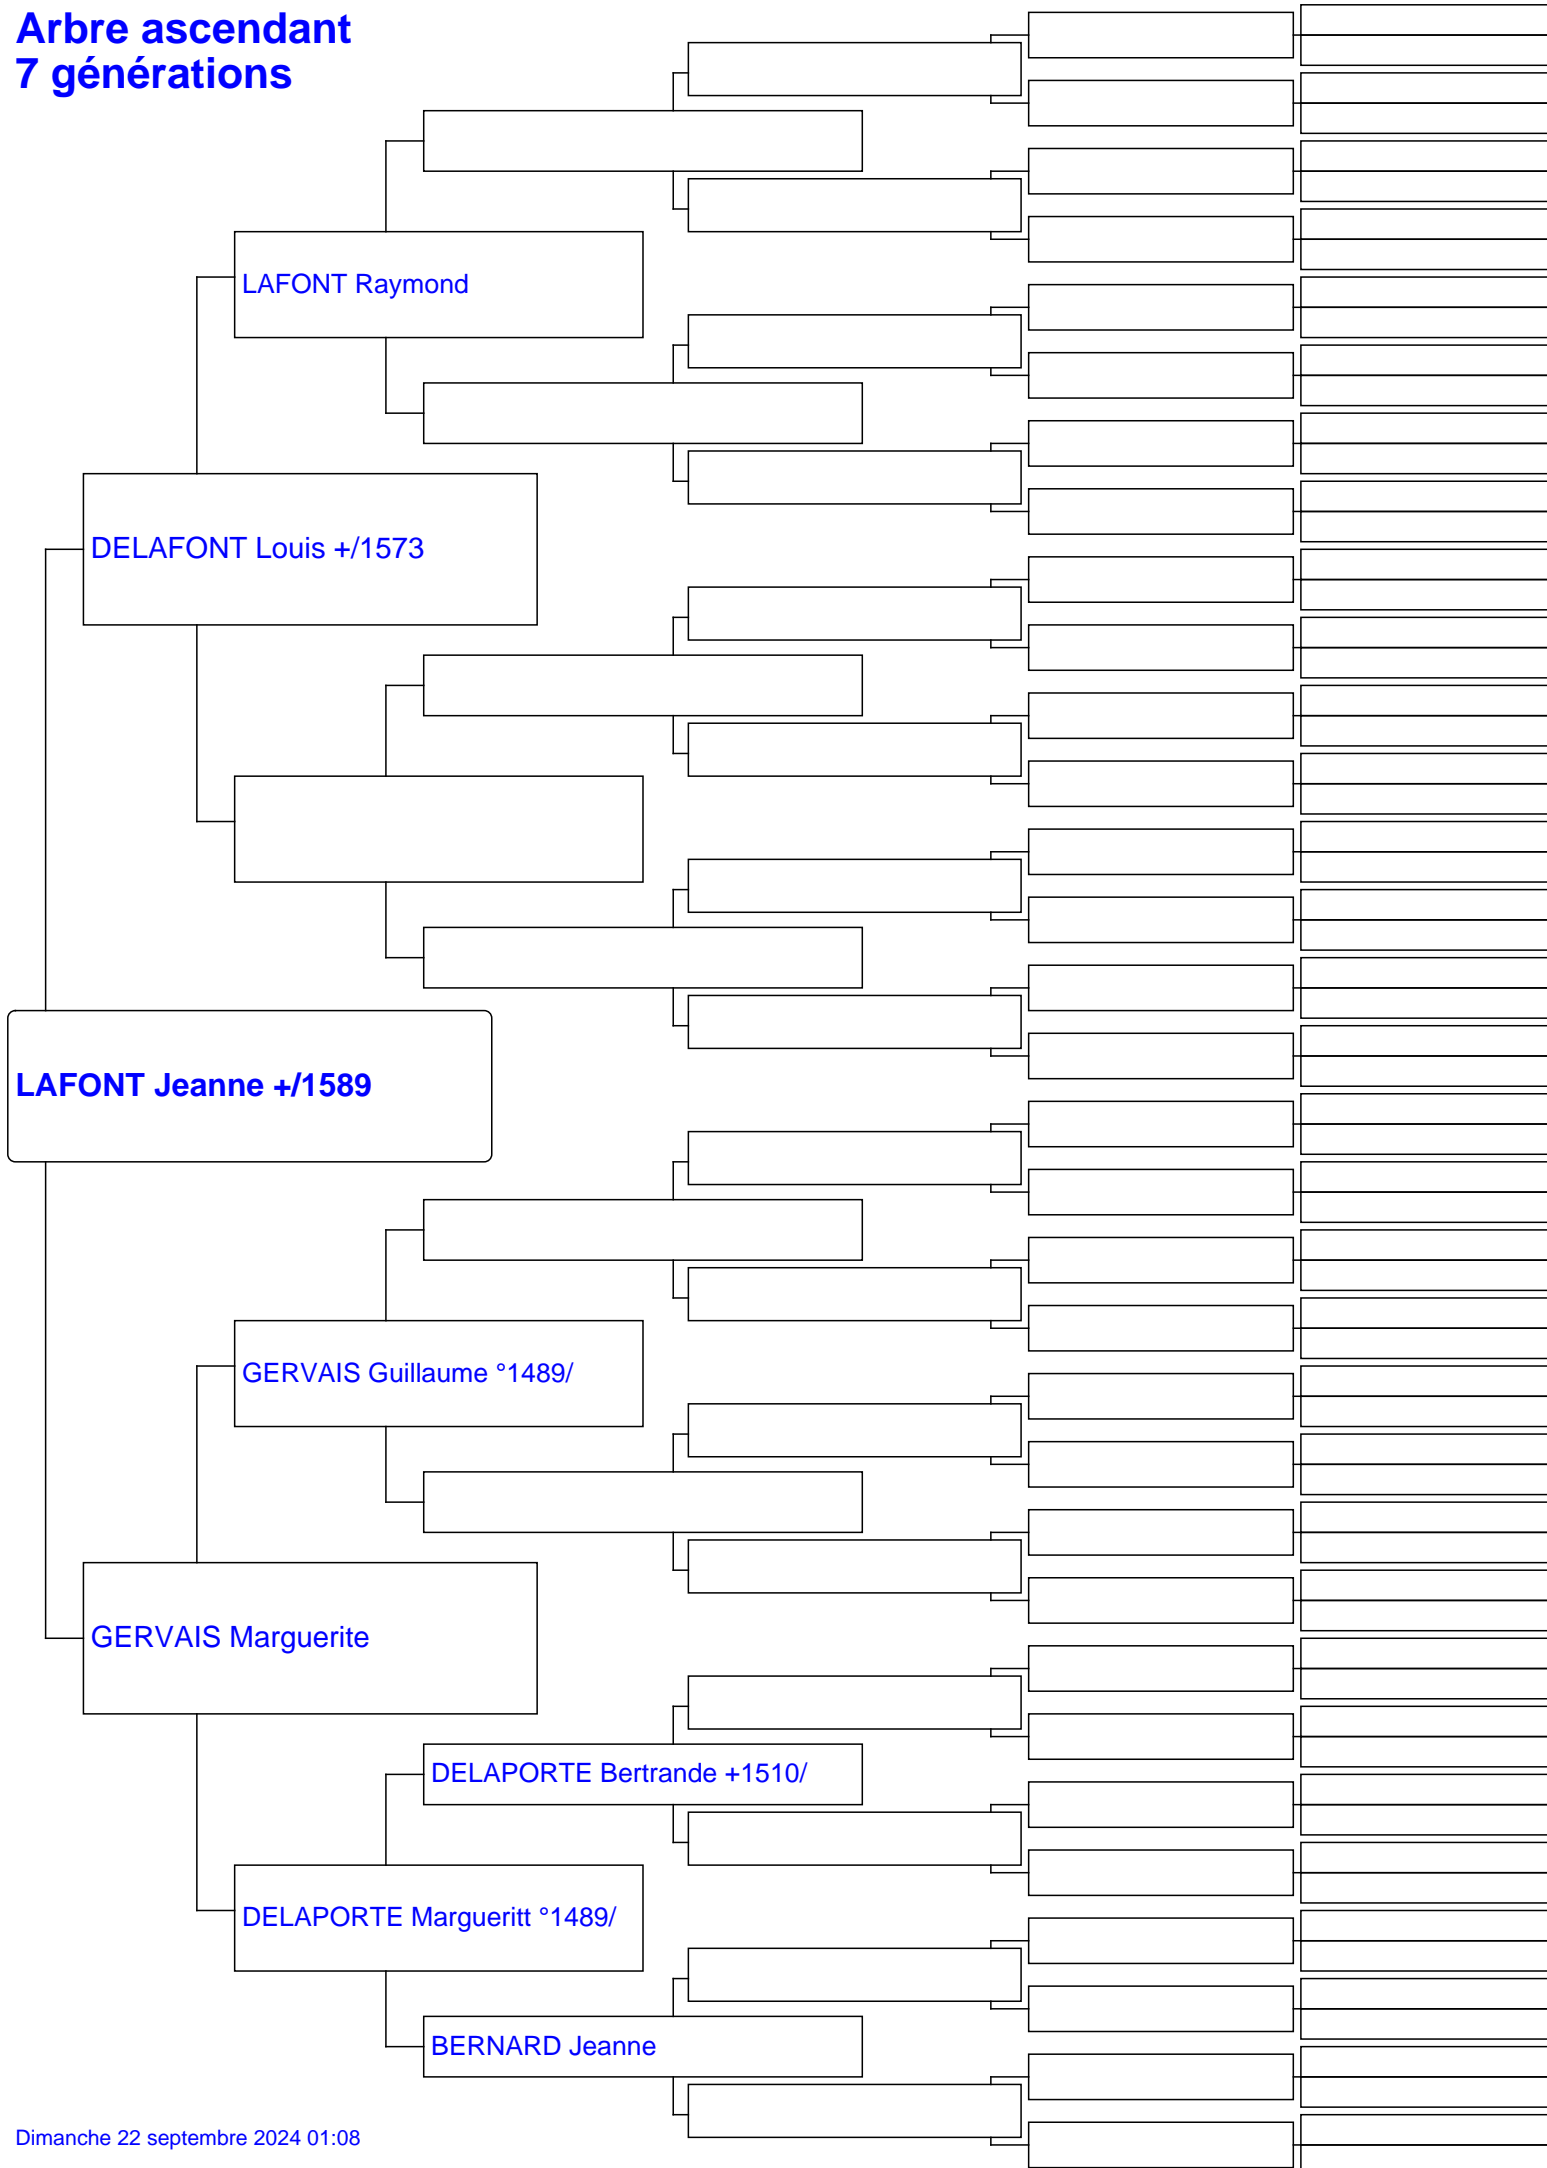 Arbre ascendant
7 générations
LAFONT Raymond
DELAFONT Louis +/1573
LAFONT Jeanne +/1589
GERVAIS Guillaume °1489/
GERVAIS Marguerite
DELAPORTE Bertrande +1510/
DELAPORTE Margueritt °1489/
BERNARD Jeanne
Dimanche 22 septembre 2024 01:08